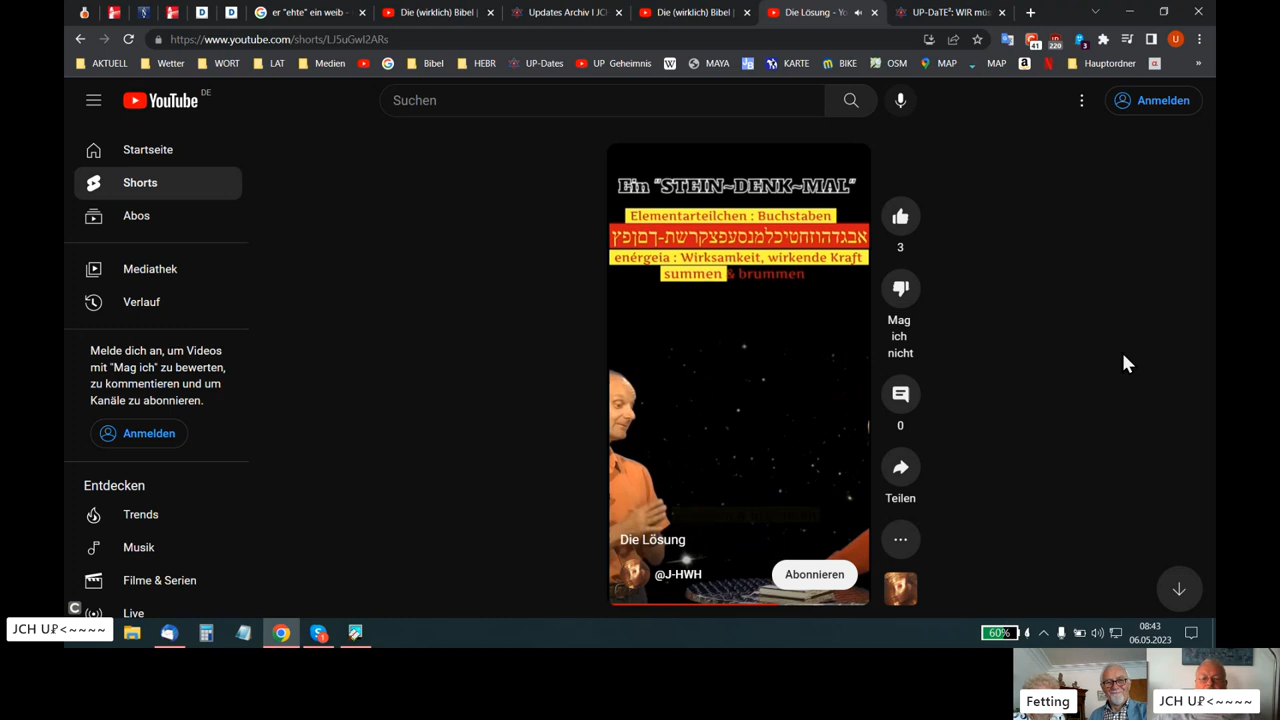 er "ehte" ein weib -
Die (wirklich) Bibel
Updates Archiv I JC
Die (wirklich) Bibel
Die Lösung - Yo
UP-DaTE²: WIR müs
https://www.youtube.com/shorts/LJ5uGwI2ARs
41
220
3
U
AKTUELL
Wetter
WORT
LAT
Medien
UP Geheimnis
Bibel
HEBR
UP-Dates
MAYA
KARTE
BIKE
OSM
MAP
MAP
Hauptordner
YouTube DE
Suchen
Anmelden
Startseite
Shorts
Abos
Mediathek
Verlauf
Melde dich an, um Videos
mit "Mag ich" zu bewerten,
zu kommentieren und um
Kanäle zu abonnieren.
Anmelden
Entdecken
Trends
Musik
Filme & Serien
Live
Ein "STEIN~DENK~MAL"
Elementarteilchen : Buchstaben
אבגדהוזחטיכלמנסעפצקרשת-ךםןףץ
enérgeia : Wirksamkeit, wirkende Kraft
summen & brummen
Die Lösung
@J-HWH
Abonnieren
3
Mag
ich
nicht
0
Teilen
60%
08:43
06.05.2023
JCH U₽<~~~~
Fetting
JCH U₽<~~~~